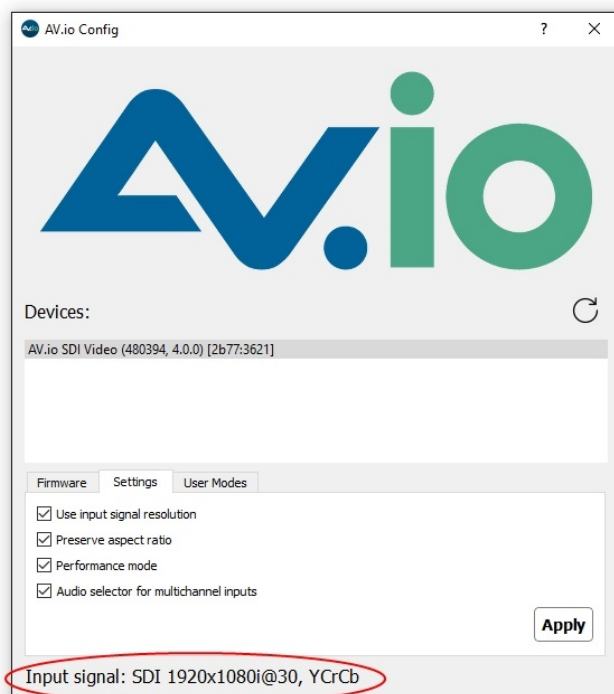 AV.io Config
AV.io
Devices:
AV.io SDI Video (480394, 4.0.0) [2b77:3621]
Firmware Settings User Modes
Use input signal resolution
Preserve aspect ratio
Performance mode
Audio selector for multichannel inputs
Apply
Input signal: SDI 1920x1080i@30, YCrCb